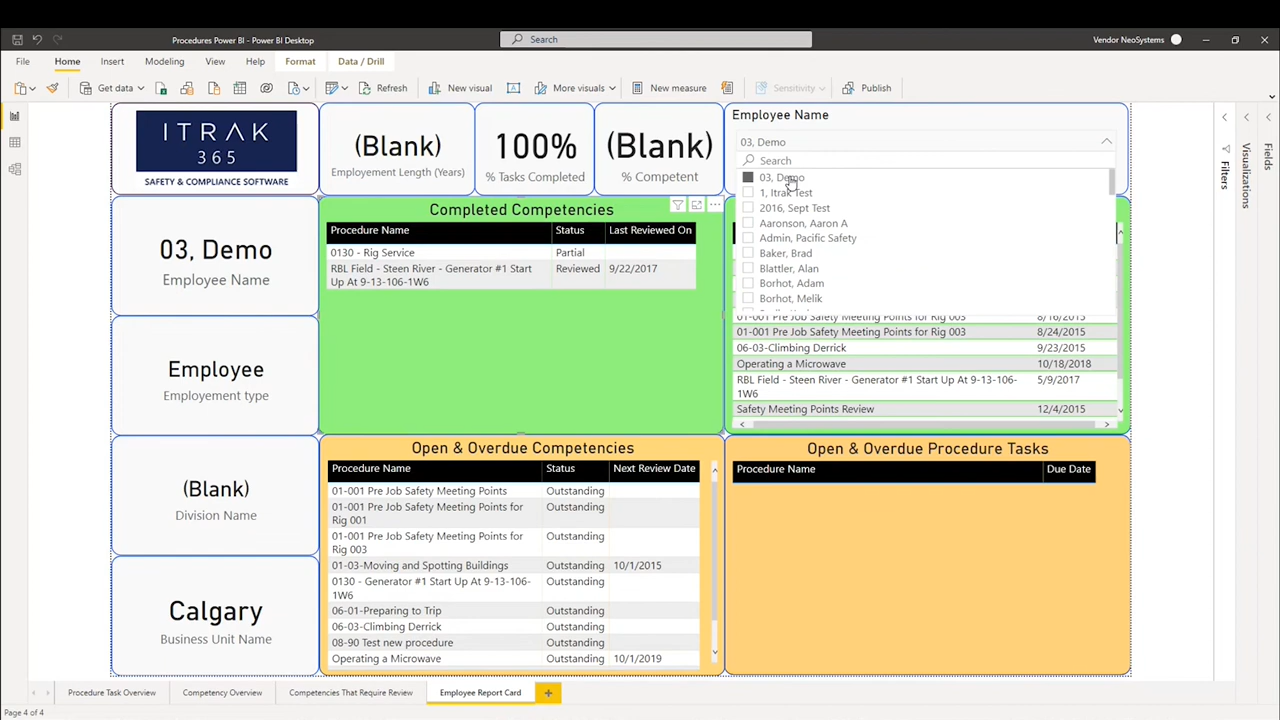 Procedures Power BI - Power BI Desktop
Search
Vendor NeoSystems
File
Home
Insert
Modeling
View
Help
Format
Data / Drill
Get data
Refresh
New visual
More visuals
New measure
Sensitivity
Publish
ITRAK
365
SAFETY & COMPLIANCE SOFTWARE
(Blank)
Employement Length (Years)
100%
% Tasks Completed
(Blank)
% Competent
Employee Name
03, Demo
Search
03, Demo
1, Itrak Test
2016, Sept Test
Aaronson, Aaron A
Admin, Pacific Safety
Baker, Brad
Blattler, Alan
Borhot, Adam
Borhot, Melik
Filters
Visualizations
Fields
03, Demo
Employee Name
Employee
Employement type
(Blank)
Division Name
Calgary
Business Unit Name
Completed Competencies
Procedure Name Status Last Reviewed On
0130 - Rig Service Partial
RBL Field - Steen River - Generator #1 Start Reviewed 9/22/2017
Up At 9-13-106-1W6
01-001 Pre Job Safety Meeting Points for Rig 003 8/16/2015
01-001 Pre Job Safety Meeting Points for Rig 003 8/24/2015
06-03-Climbing Derrick 9/23/2015
Operating a Microwave 10/18/2018
RBL Field - Steen River - Generator #1 Start Up At 9-13-106- 5/9/2017
1W6
Safety Meeting Points Review 12/4/2015
Open & Overdue Competencies
Procedure Name Status Next Review Date
01-001 Pre Job Safety Meeting Points Outstanding
01-001 Pre Job Safety Meeting Points for Outstanding
Rig 001
01-001 Pre Job Safety Meeting Points for Outstanding
Rig 003
01-03-Moving and Spotting Buildings Outstanding 10/1/2015
0130 - Generator #1 Start Up At 9-13-106- Outstanding
1W6
06-01-Preparing to Trip Outstanding
06-03-Climbing Derrick Outstanding
08-90 Test new procedure Outstanding
Operating a Microwave Outstanding 10/1/2019
Open & Overdue Procedure Tasks
Procedure Name Due Date
Procedure Task Overview
Competency Overview
Competencies That Require Review
Employee Report Card
Page 4 of 4